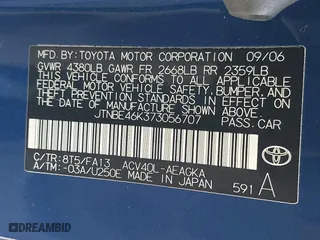 MFD. BY: TOYOTA MOTOR CORPORATION 09/06
GVWR 4380LB GAWR FR 2668LB RR 2359LB
THIS VEHICLE CONFORMS TO ALL APPLICABLE
FEDERAL MOTOR VEHICLE SAFETY,
BUMPER, AND THEFT PREVENTION
STANDARDS IN EFFECT ON THE DATE OF
MANUFACTURE SHOWN ABOVE.
JTNBE46K373056707 PASS. CAR
C/TR: 8T5/FA13 ACV40L-AEAGKA
A/TM: -03A/U250E MADE IN JAPAN 591 A
TOYOTA